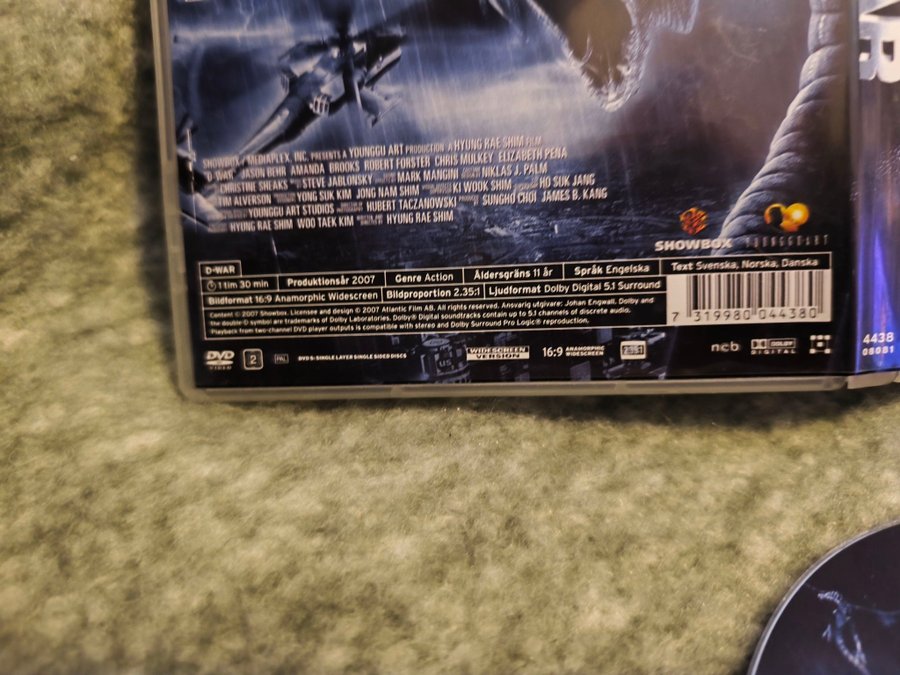 SHOWBOX / MEDIAPLEX, INC. PRESENTS A YOUNGGU ART PRODUCTION A HYUNG RAE SHIM FILM
D-WAR JASON BEHR AMANDA BROOKS ROBERT FORSTER CHRIS MULKEY ELIZABETH PEÑA
CHRISTINE SHEAKS STEVE JABLONSKY MARK MANGINI NIKLAS J. PALM
TIM ALVERSON YONG SUK KIM JONG NAM SHIM KI WOOK SHIM HO SUK JANG
YOUNGGU ART STUDIOS HUBERT TACZANOWSKI SUNGHO CHOI JAMES B. KANG
HYUNG RAE SHIM WOO TAEK KIM HYUNG RAE SHIM
SHOWBOX YOUNGGUART
D-WAR
1 tim 30 min Produktionsår 2007 Genre Action Åldersgräns 11 år Språk Engelska Text Svenska, Norska, Danska
Bildformat 16:9 Anamorphic Widescreen Bildproportion 2.35:1 Ljudformat Dolby Digital 5.1 Surround
Content © 2007 Showbox. Licensee and design © 2007 Atlantic Film AB. All rights reserved. Ansvarig utgivare: Johan Engwall. Dolby and
the double-D symbol are trademarks of Dolby Laboratories. Dolby® Digital soundtracks contain up to 5.1 channels of discrete audio.
Playback from two-channel DVD player outputs is compatible with stereo and Dolby Surround Pro Logic® reproduction.
7 319980 044380
DVD VIDEO 2 PAL DVD 5: SINGLE LAYER SINGLE SIDED DISCS WIDESCREEN VERSION 16:9 ANAMORPHIC WIDESCREEN 2.35:1 ncb DOLBY DIGITAL
4438
08081